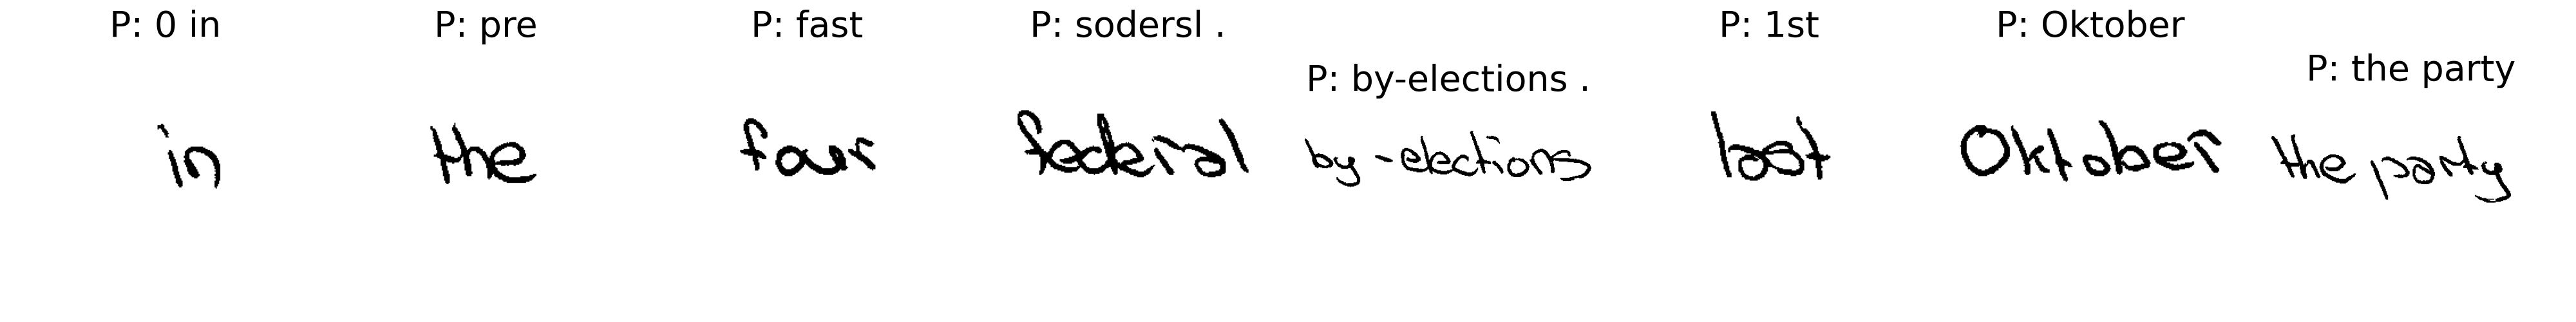 P: 0 in P: pre P: fast P: sodersl . P: by-elections . P: 1st P: Oktober P: the party
in the four federal by-elections last Oktober the party